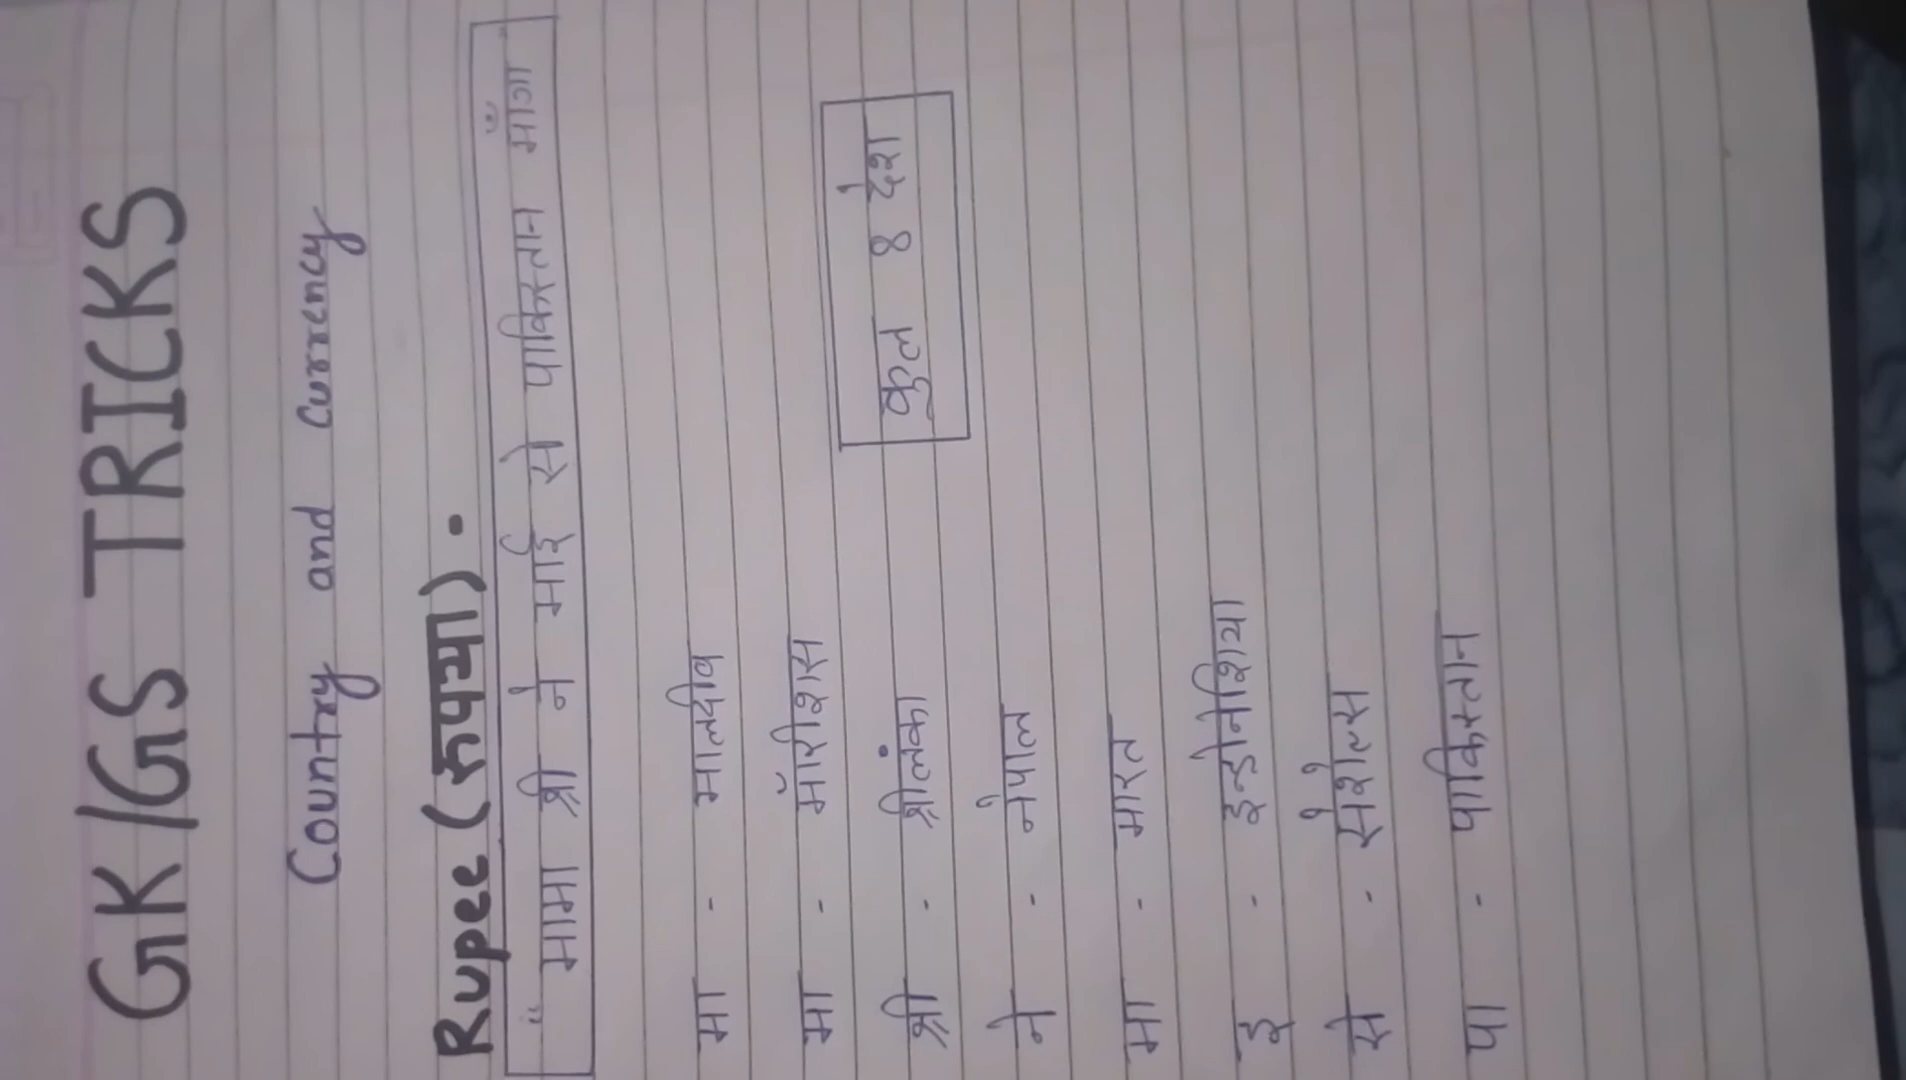 GK/GS TRICKS
Country and Currency
Rupee (रुपया).
"मामा श्री ने भाई से पाकिस्तान माँगा"
मा - मालदीव
मा - मॉरीशस
श्री - श्रीलंका
कुल 8 देश
ने - नेपाल
भा - भारत
इ - इन्डोनेशिया
से - सेशेल्स
पा - पाकिस्तान